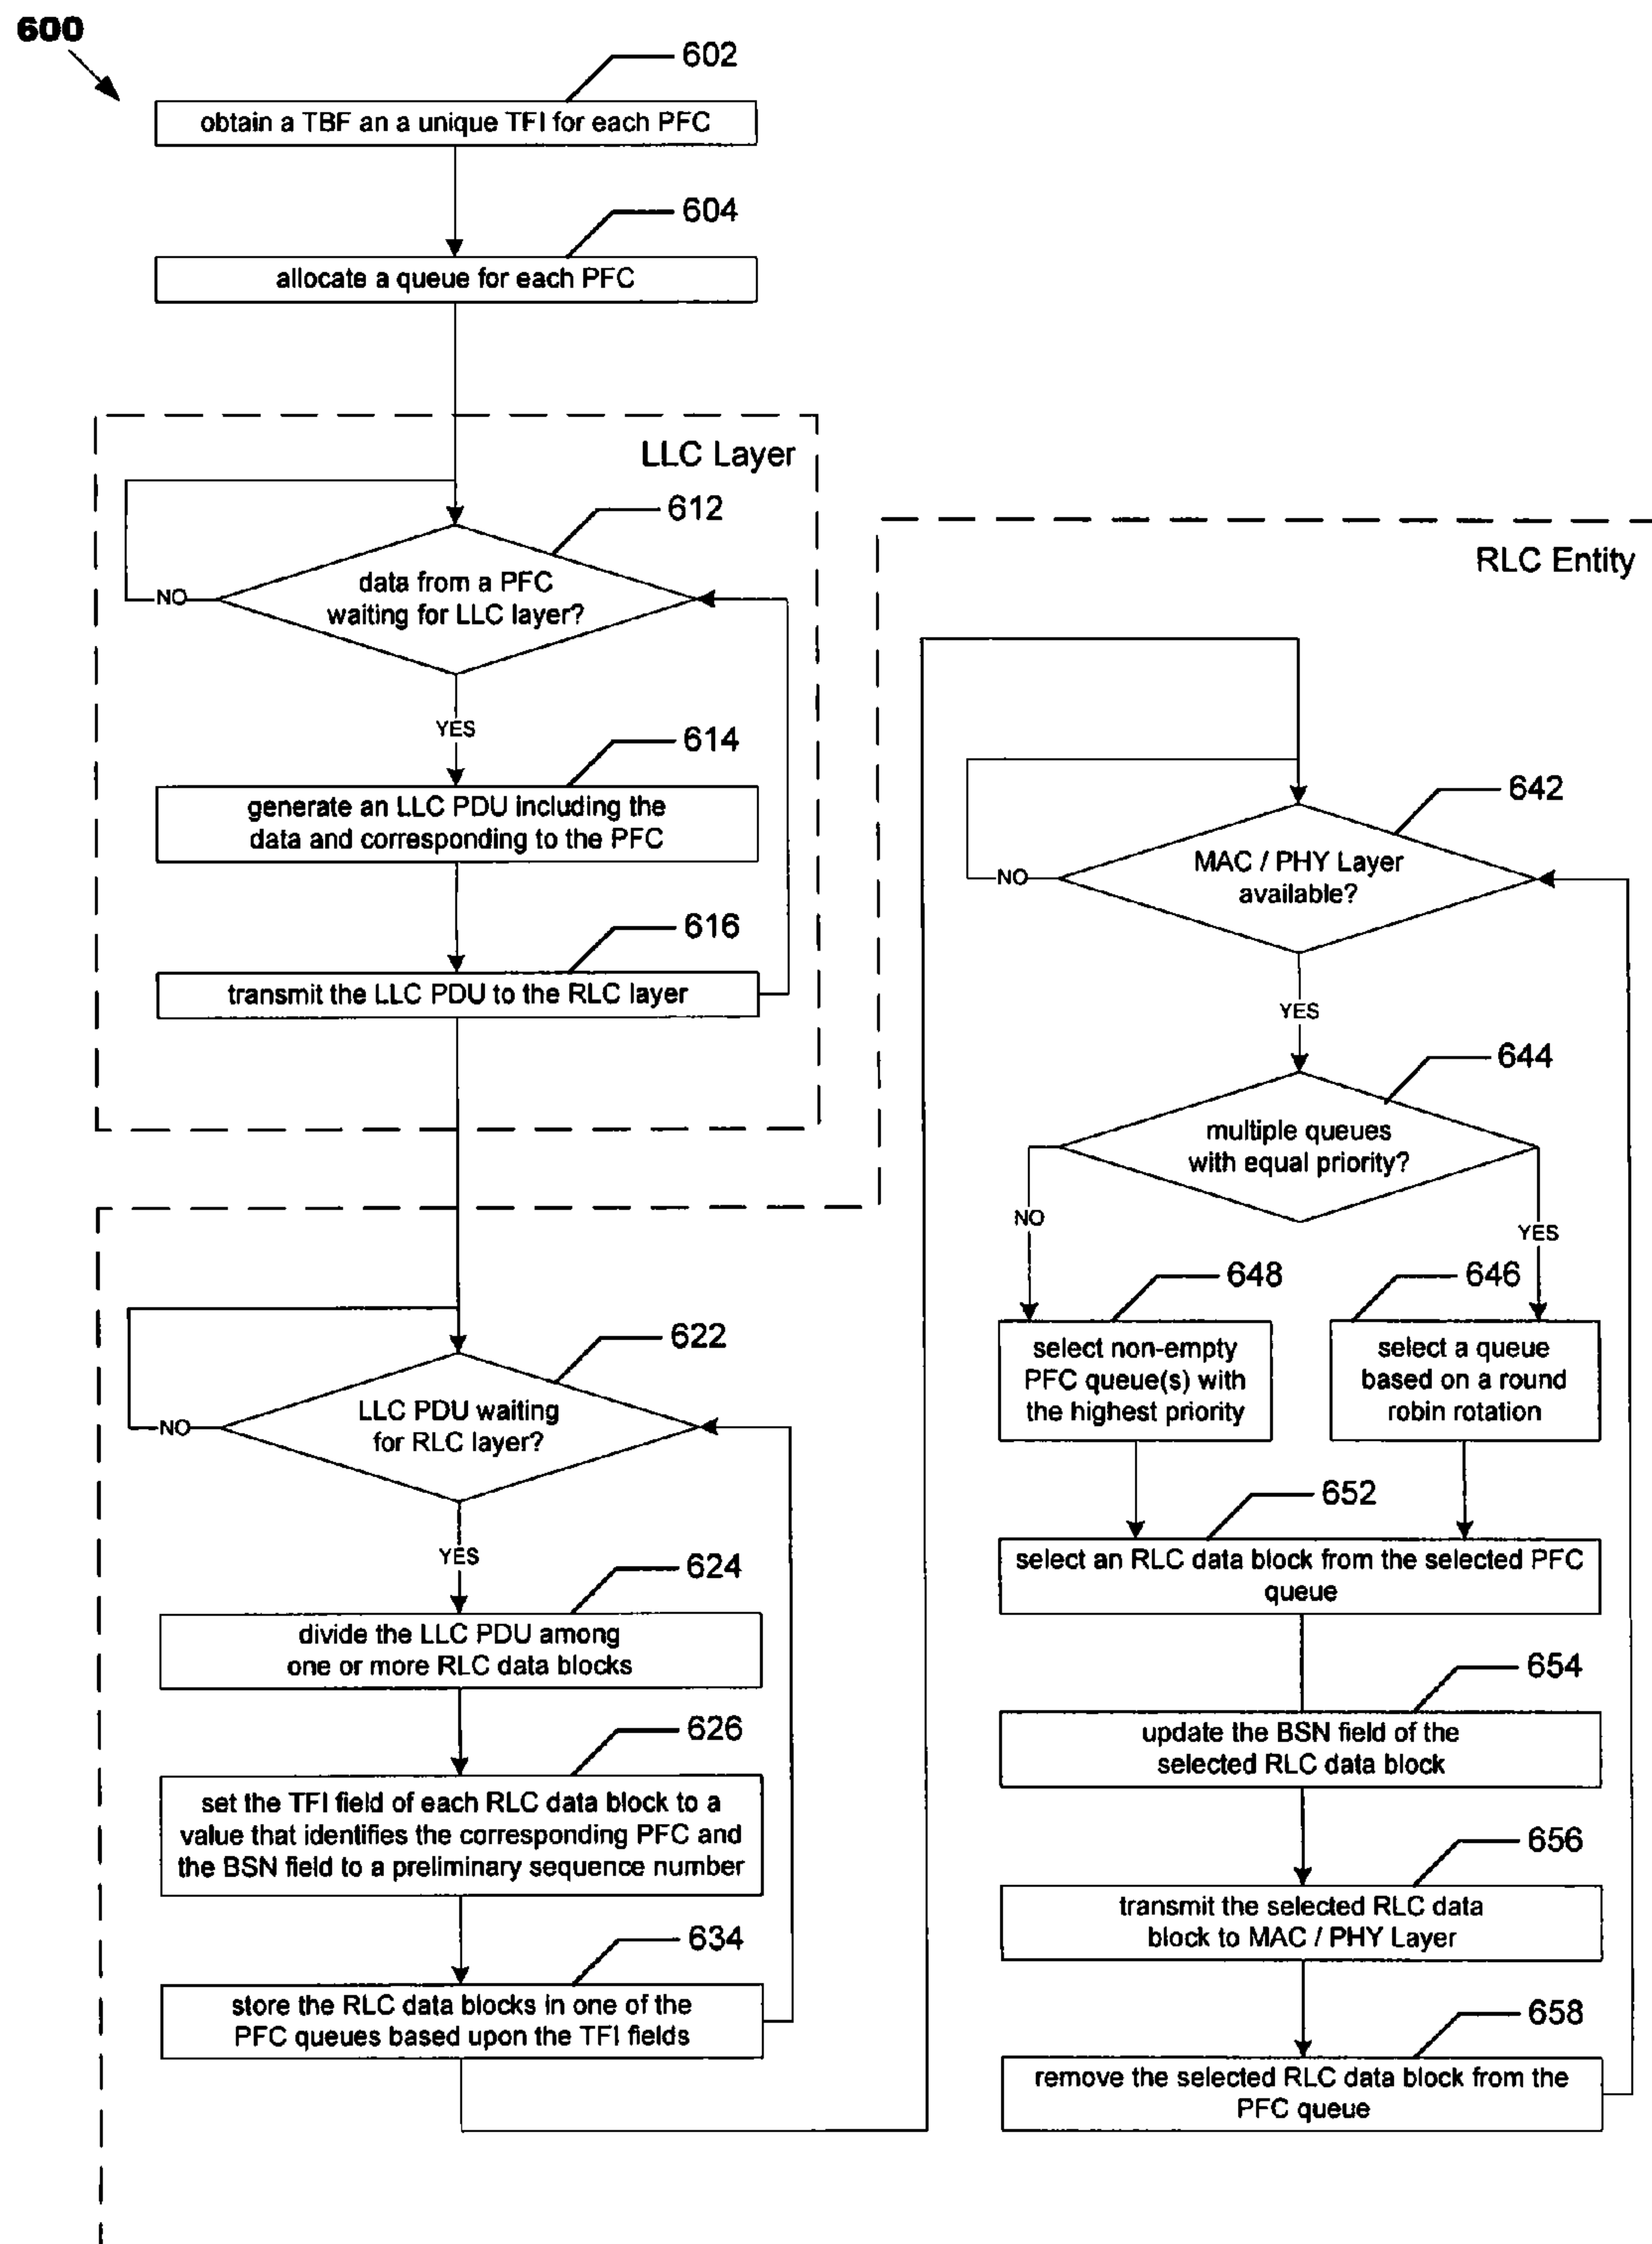 600
602
obtain a TBF an a unique TFI for each PFC
604
allocate a queue for each PFC
LLC Layer
612
data from a PFC
waiting for LLC layer?
NO
YES
614
generate an LLC PDU including the
data and corresponding to the PFC
616
transmit the LLC PDU to the RLC layer
RLC Entity
622
LLC PDU waiting
for RLC layer?
NO
YES
624
divide the LLC PDU among
one or more RLC data blocks
626
set the TFI field of each RLC data block to a
value that identifies the corresponding PFC and
the BSN field to a preliminary sequence number
634
store the RLC data blocks in one of the
PFC queues based upon the TFI fields
642
MAC / PHY Layer
available?
NO
YES
644
multiple queues
with equal priority?
NO
YES
648
select non-empty
PFC queue(s) with
the highest priority
646
select a queue
based on a round
robin rotation
652
select an RLC data block from the selected PFC
queue
654
update the BSN field of the
selected RLC data block
656
transmit the selected RLC data
block to MAC / PHY Layer
658
remove the selected RLC data block from the
PFC queue